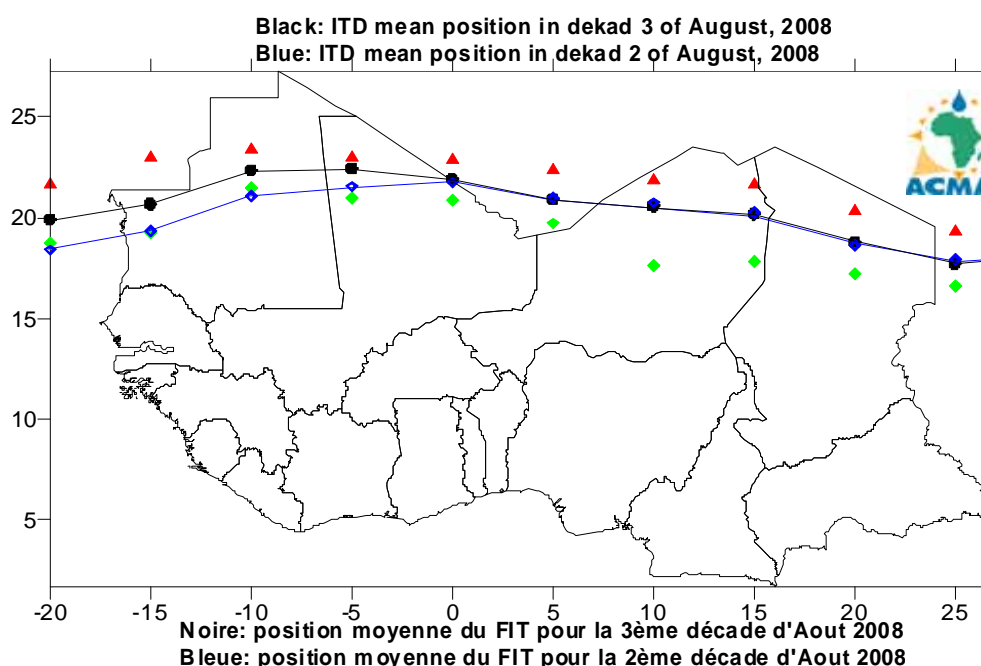 Black: ITD mean position in dekad 3 of August, 2008
Blue: ITD mean position in dekad 2 of August, 2008
25
20
15
10
5
ACMA
-20 -15 -10 -5 0 5 10 15 20 25
Noire: position moyenne du FIT pour la 3ème décade d'Aout 2008
Bleue: position moyenne du FIT pour la 2ème décade d'Aout 2008